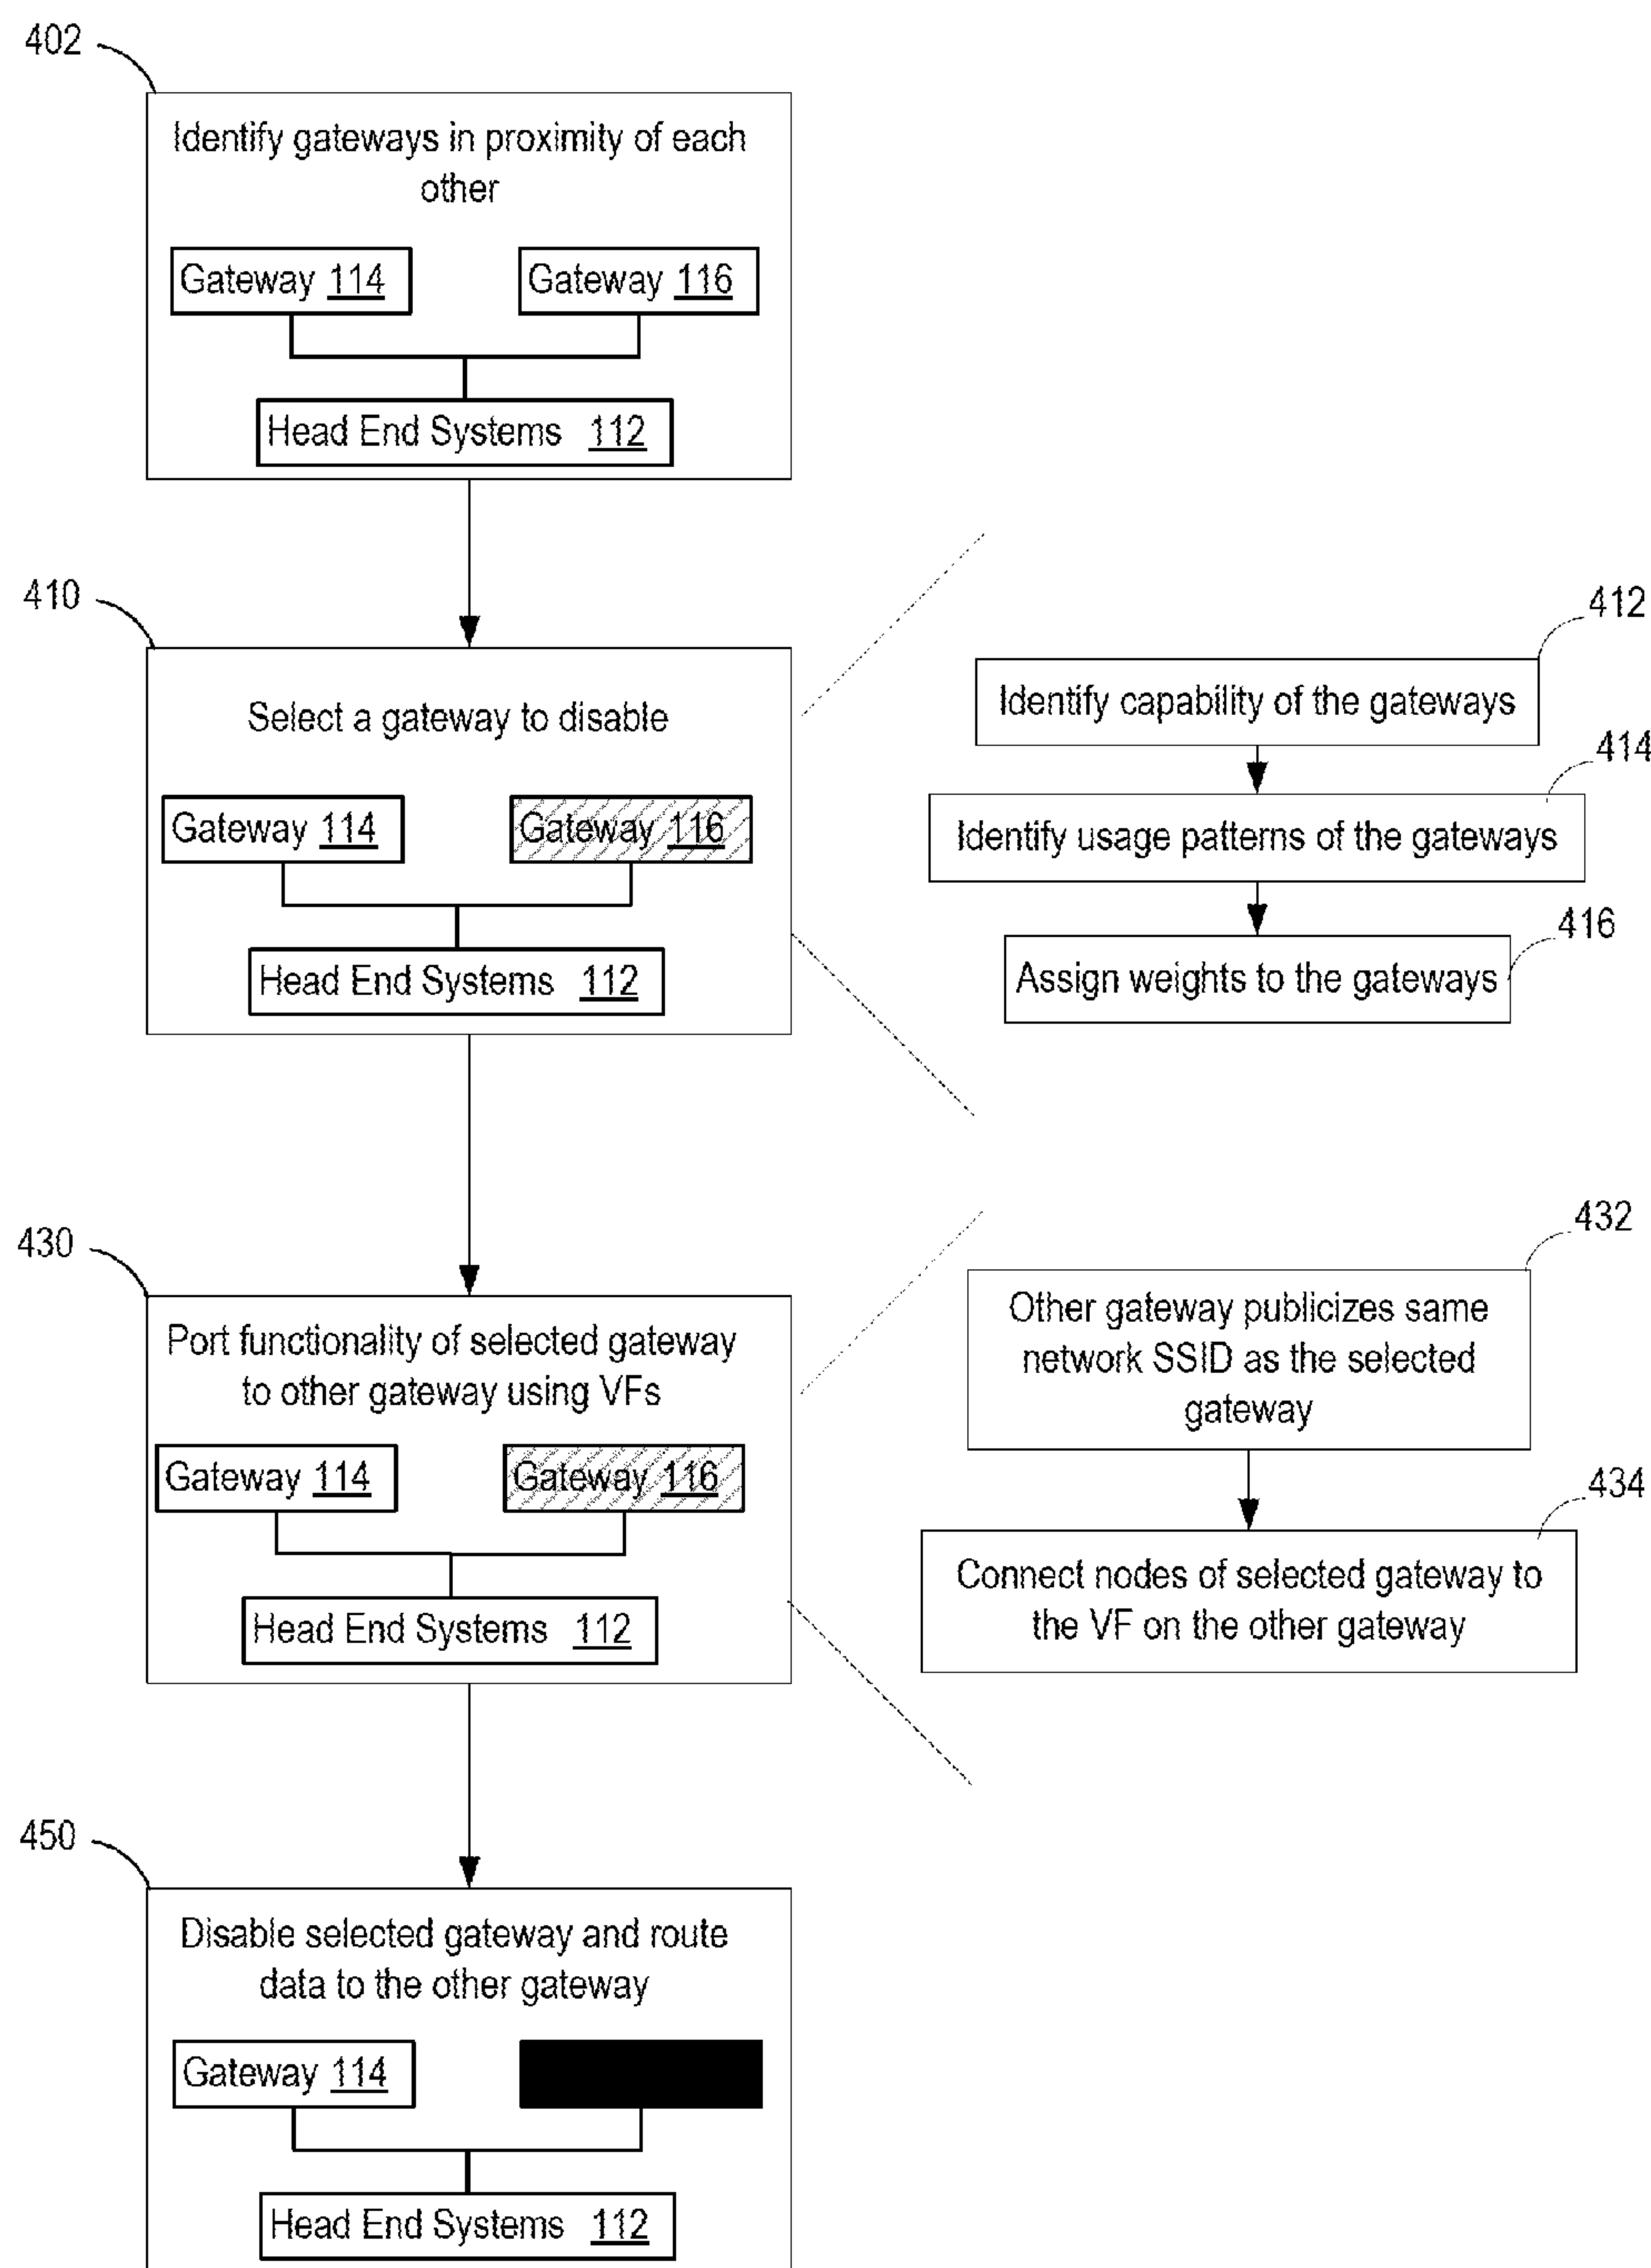 402
Identify gateways in proximity of each
other
Gateway 114
Gateway 116
Head End Systems 112
410
Select a gateway to disable
Gateway 114
Gateway 116
Head End Systems 112
412
Identify capability of the gateways
414
Identify usage patterns of the gateways
416
Assign weights to the gateways
430
Port functionality of selected gateway
to other gateway using VFs
Gateway 114
Gateway 116
Head End Systems 112
432
Other gateway publicizes same
network SSID as the selected
gateway
434
Connect nodes of selected gateway to
the VF on the other gateway
450
Disable selected gateway and route
data to the other gateway
Gateway 114
Head End Systems 112